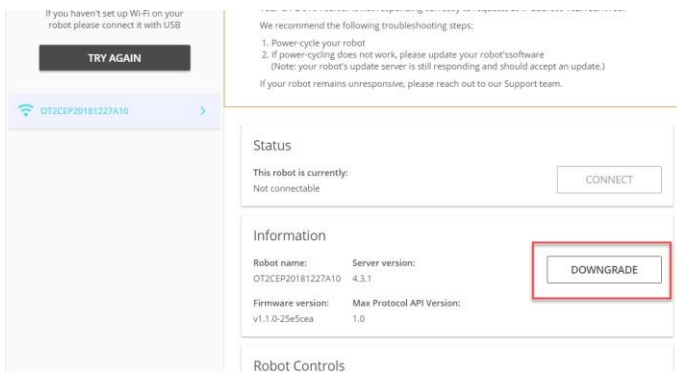 If you haven't set up Wi-Fi on your
robot please connect it with USB
TRY AGAIN
OT2CEP20181227A10
We recommend the following troubleshooting steps:
1. Power-cycle your robot
2. If power-cycling does not work, please update your robot'ssoftware
(Note: your robot's update server is still responding and should accept an update.)
If your robot remains unresponsive, please reach out to our Support team.
Status
This robot is currently:
Not connectable
CONNECT
Information
Robot name:
OT2CEP20181227A10
Server version:
4.3.1
DOWNGRADE
Firmware version:
v1.1.0-25e5cea
Max Protocol API Version:
1.0
Robot Controls